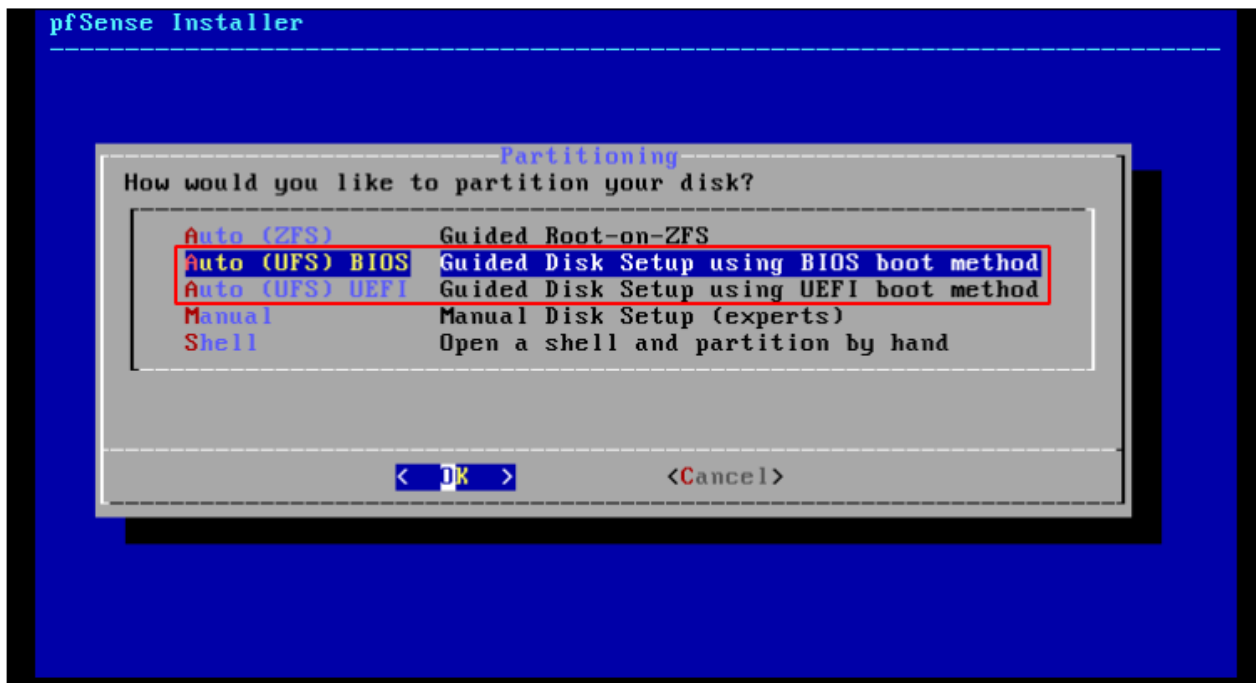 pfSense Installer
Partitioning
How would you like to partition your disk?
Auto (ZFS) Guided Root-on-ZFS
Auto (UFS) BIOS Guided Disk Setup using BIOS boot method
Auto (UFS) UEFI Guided Disk Setup using UEFI boot method
Manual Manual Disk Setup (experts)
Shell Open a shell and partition by hand
< OK > <Cancel>